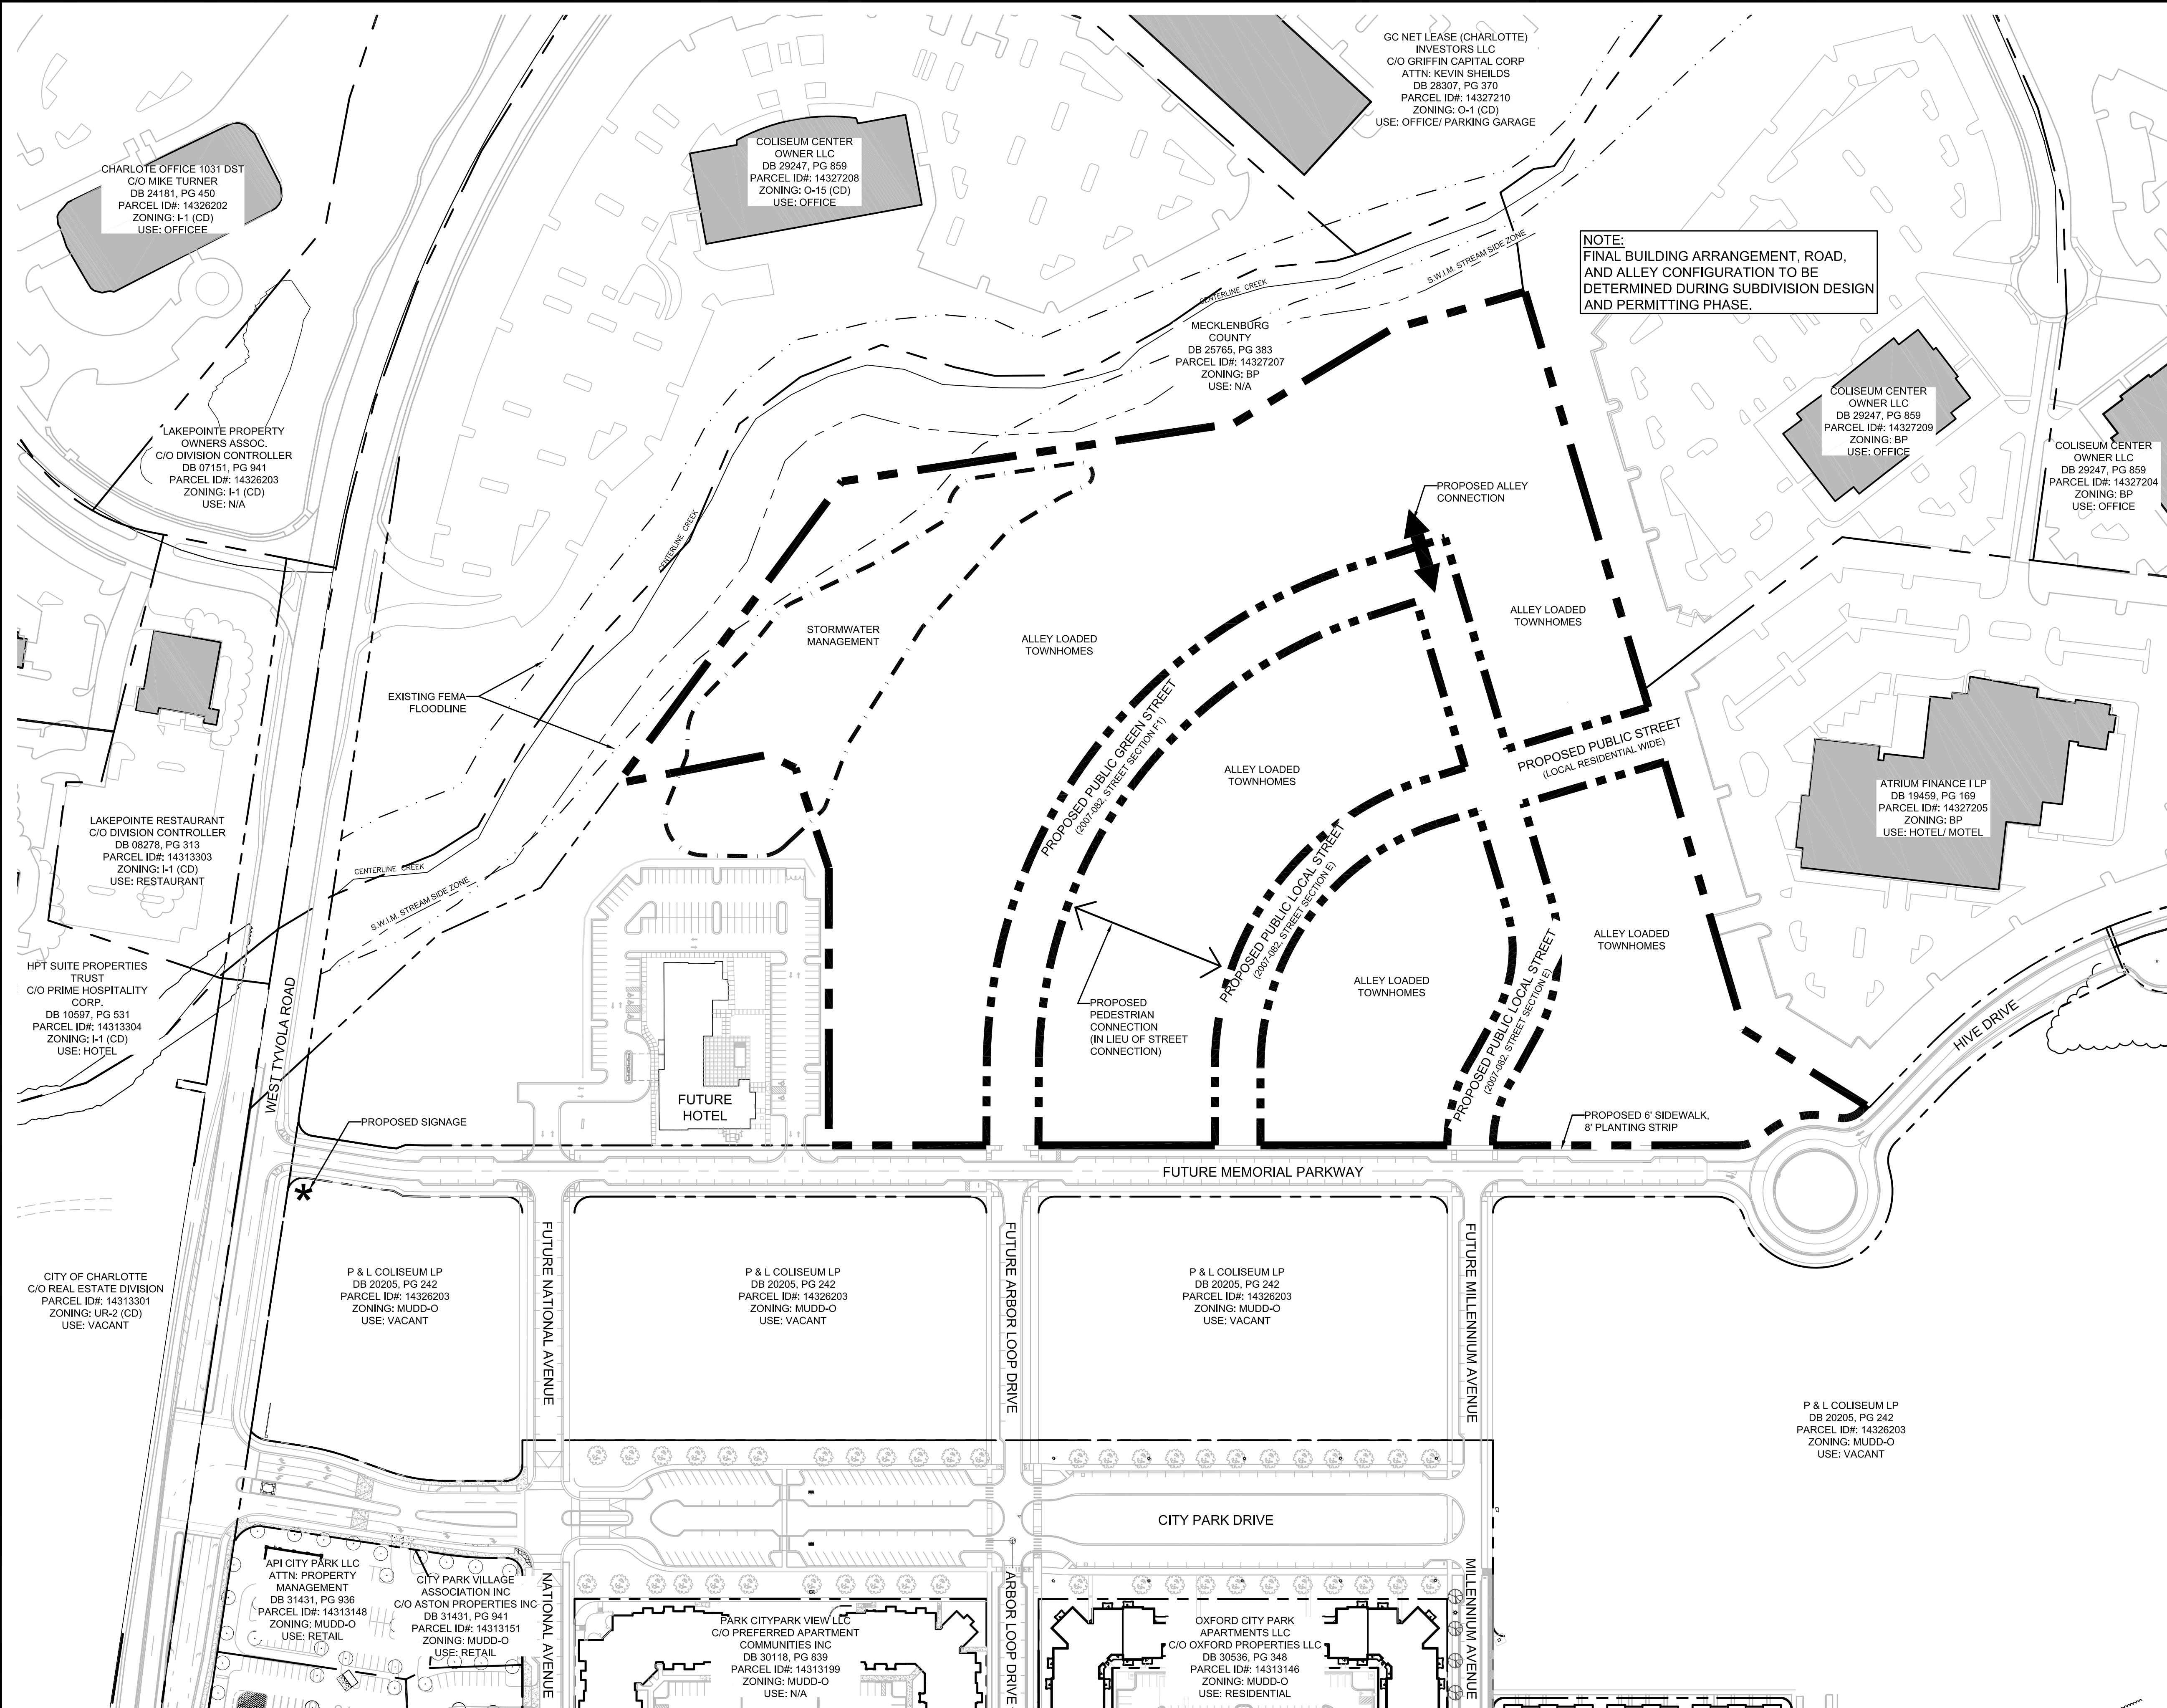 GC NET LEASE (CHARLOTTE)
INVESTORS LLC
C/O GRIFFIN CAPITAL CORP
ATTN: KEVIN SHEILDS
DB 28307, PG 370
PARCEL ID#: 14327210
ZONING: O-1 (CD)
USE: OFFICE/ PARKING GARAGE
CHARLOTE OFFICE 1031 DST
C/O MIKE TURNER
DB 24181, PG 450
PARCEL ID#: 14326202
ZONING: I-1 (CD)
USE: OFFICEE
COLISEUM CENTER
OWNER LLC
DB 29247, PG 859
PARCEL ID#: 14327208
ZONING: O-15 (CD)
USE: OFFICE
NOTE:
FINAL BUILDING ARRANGEMENT, ROAD,
AND ALLEY CONFIGURATION TO BE
DETERMINED DURING SUBDIVISION DESIGN
AND PERMITTING PHASE.
S.W.I.M. STREAM SIDE ZONE
CENTERLINE CREEK
MECKLENBURG
COUNTY
DB 25765, PG 383
PARCEL ID#: 14327207
ZONING: BP
USE: N/A
COLISEUM CENTER
OWNER LLC
DB 29247, PG 859
PARCEL ID#: 14327209
ZONING: BP
USE: OFFICE
COLISEUM CENTER
OWNER LLC
DB 29247, PG 859
PARCEL ID#: 14327204
ZONING: BP
USE: OFFICE
LAKEPOINTE PROPERTY
OWNERS ASSOC.
C/O DIVISION CONTROLLER
DB 07151, PG 941
PARCEL ID#: 14326203
ZONING: I-1 (CD)
USE: N/A
PROPOSED ALLEY
CONNECTION
CENTERLINE CREEK
STORMWATER
MANAGEMENT
ALLEY LOADED
TOWNHOMES
ALLEY LOADED
TOWNHOMES
EXISTING FEMA
FLOODLINE
PROPOSED PUBLIC GREEN STREET
(2007-082, STREET SECTION F1)
PROPOSED PUBLIC STREET
(LOCAL RESIDENTIAL WIDE)
ALLEY LOADED
TOWNHOMES
ATRIUM FINANCE I LP
DB 19459, PG 169
PARCEL ID#: 14327205
ZONING: BP
USE: HOTEL/ MOTEL
LAKEPOINTE RESTAURANT
C/O DIVISION CONTROLLER
DB 08278, PG 313
PARCEL ID#: 14313303
ZONING: I-1 (CD)
USE: RESTAURANT
CENTERLINE CREEK
S.W.I.M. STREAM SIDE ZONE
PROPOSED PUBLIC LOCAL STREET
(2007-082, STREET SECTION E)
ALLEY LOADED
TOWNHOMES
ALLEY LOADED
TOWNHOMES
PROPOSED PUBLIC LOCAL STREET
(2007-082, STREET SECTION E)
HPT SUITE PROPERTIES
TRUST
C/O PRIME HOSPITALITY
CORP.
DB 10597, PG 531
PARCEL ID#: 14313304
ZONING: I-1 (CD)
USE: HOTEL
WEST TYVOLA ROAD
PROPOSED
PEDESTRIAN
CONNECTION
(IN LIEU OF STREET
CONNECTION)
HIVE DRIVE
FUTURE
HOTEL
PROPOSED SIGNAGE
PROPOSED 6' SIDEWALK,
8' PLANTING STRIP
FUTURE MEMORIAL PARKWAY
*
CITY OF CHARLOTTE
C/O REAL ESTATE DIVISION
PARCEL ID#: 14313301
ZONING: UR-2 (CD)
USE: VACANT
P & L COLISEUM LP
DB 20205, PG 242
PARCEL ID#: 14326203
ZONING: MUDD-O
USE: VACANT
FUTURE NATIONAL AVENUE
P & L COLISEUM LP
DB 20205, PG 242
PARCEL ID#: 14326203
ZONING: MUDD-O
USE: VACANT
FUTURE ARBOR LOOP DRIVE
P & L COLISEUM LP
DB 20205, PG 242
PARCEL ID#: 14326203
ZONING: MUDD-O
USE: VACANT
FUTURE MILLENNIUM AVENUE
P & L COLISEUM LP
DB 20205, PG 242
PARCEL ID#: 14326203
ZONING: MUDD-O
USE: VACANT
CITY PARK DRIVE
API CITY PARK LLC
ATTN: PROPERTY
MANAGEMENT
DB 31431, PG 936
PARCEL ID#: 14313148
ZONING: MUDD-O
USE: RETAIL
CITY PARK VILLAGE
ASSOCIATION INC
C/O ASTON PROPERTIES INC
DB 31431, PG 941
PARCEL ID#: 14313151
ZONING: MUDD-O
USE: RETAIL
NATIONAL AVENUE
PARK CITYPARK VIEW LLC
C/O PREFERRED APARTMENT
COMMUNITIES INC
DB 30118, PG 839
PARCEL ID#: 14313199
ZONING: MUDD-O
USE: N/A
ARBOR LOOP DRIVE
OXFORD CITY PARK
APARTMENTS LLC
C/O OXFORD PROPERTIES LLC
DB 30536, PG 348
PARCEL ID#: 14313146
ZONING: MUDD-O
USE: RESIDENTIAL
MILLENNIUM AVENUE